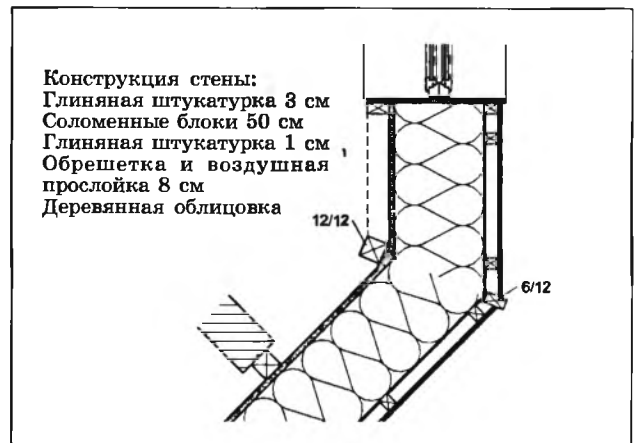 Конструкция стены:
Глиняная штукатурка 3 см
Соломенные блоки 50 см
Глиняная штукатурка 1 см
Обрешетка и воздушная
прослойка 8 см
Деревянная облицовка
12/12
6/12